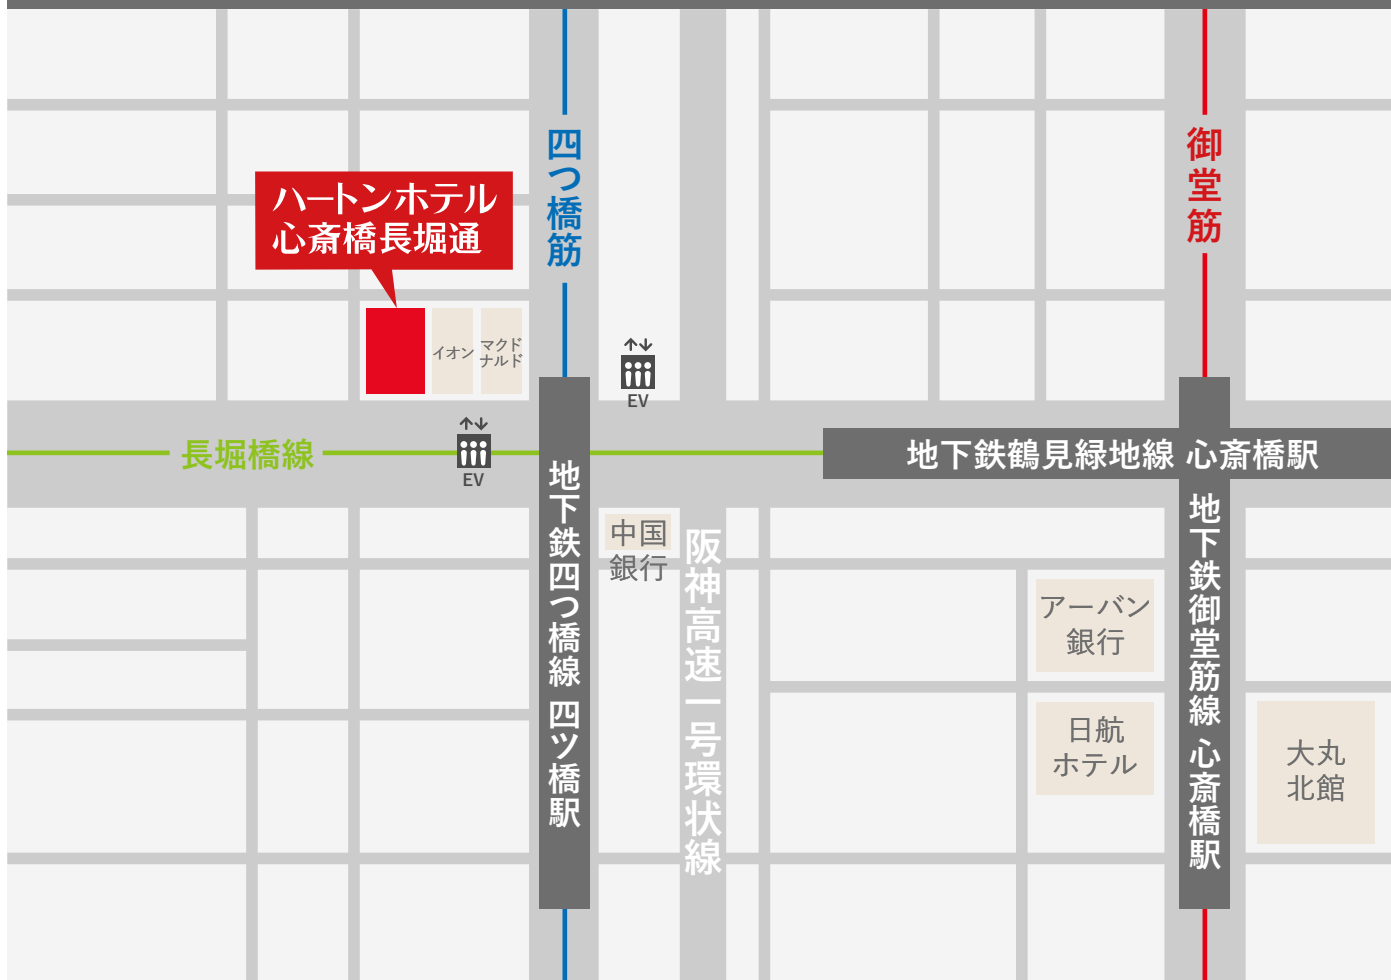 四つ橋筋
御堂筋
ハートンホテル
心斎橋長堀通
イオン
マクド
ナルド
EV
長堀橋線
EV
地下鉄鶴見緑地線 心斎橋駅
地下鉄四つ橋線 四ツ橋駅
中国
銀行
阪神高速一号環状線
地下鉄御堂筋線 心斎橋駅
アーバン
銀行
日航
ホテル
大丸
北館